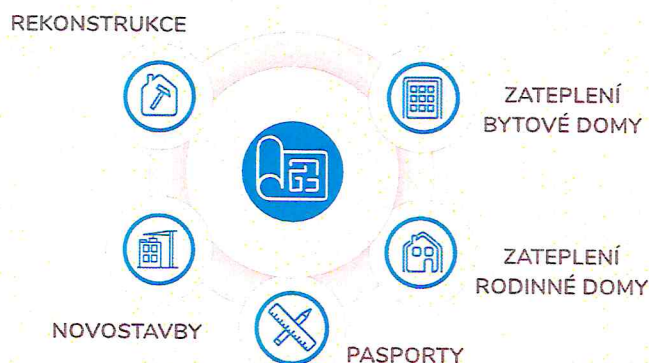 REKONSTRUKCE
ZATEPLENÍ
BYTOVÉ DOMY
ZATEPLENÍ
RODINNÉ DOMY
NOVOSTAVBY
PASPORTY